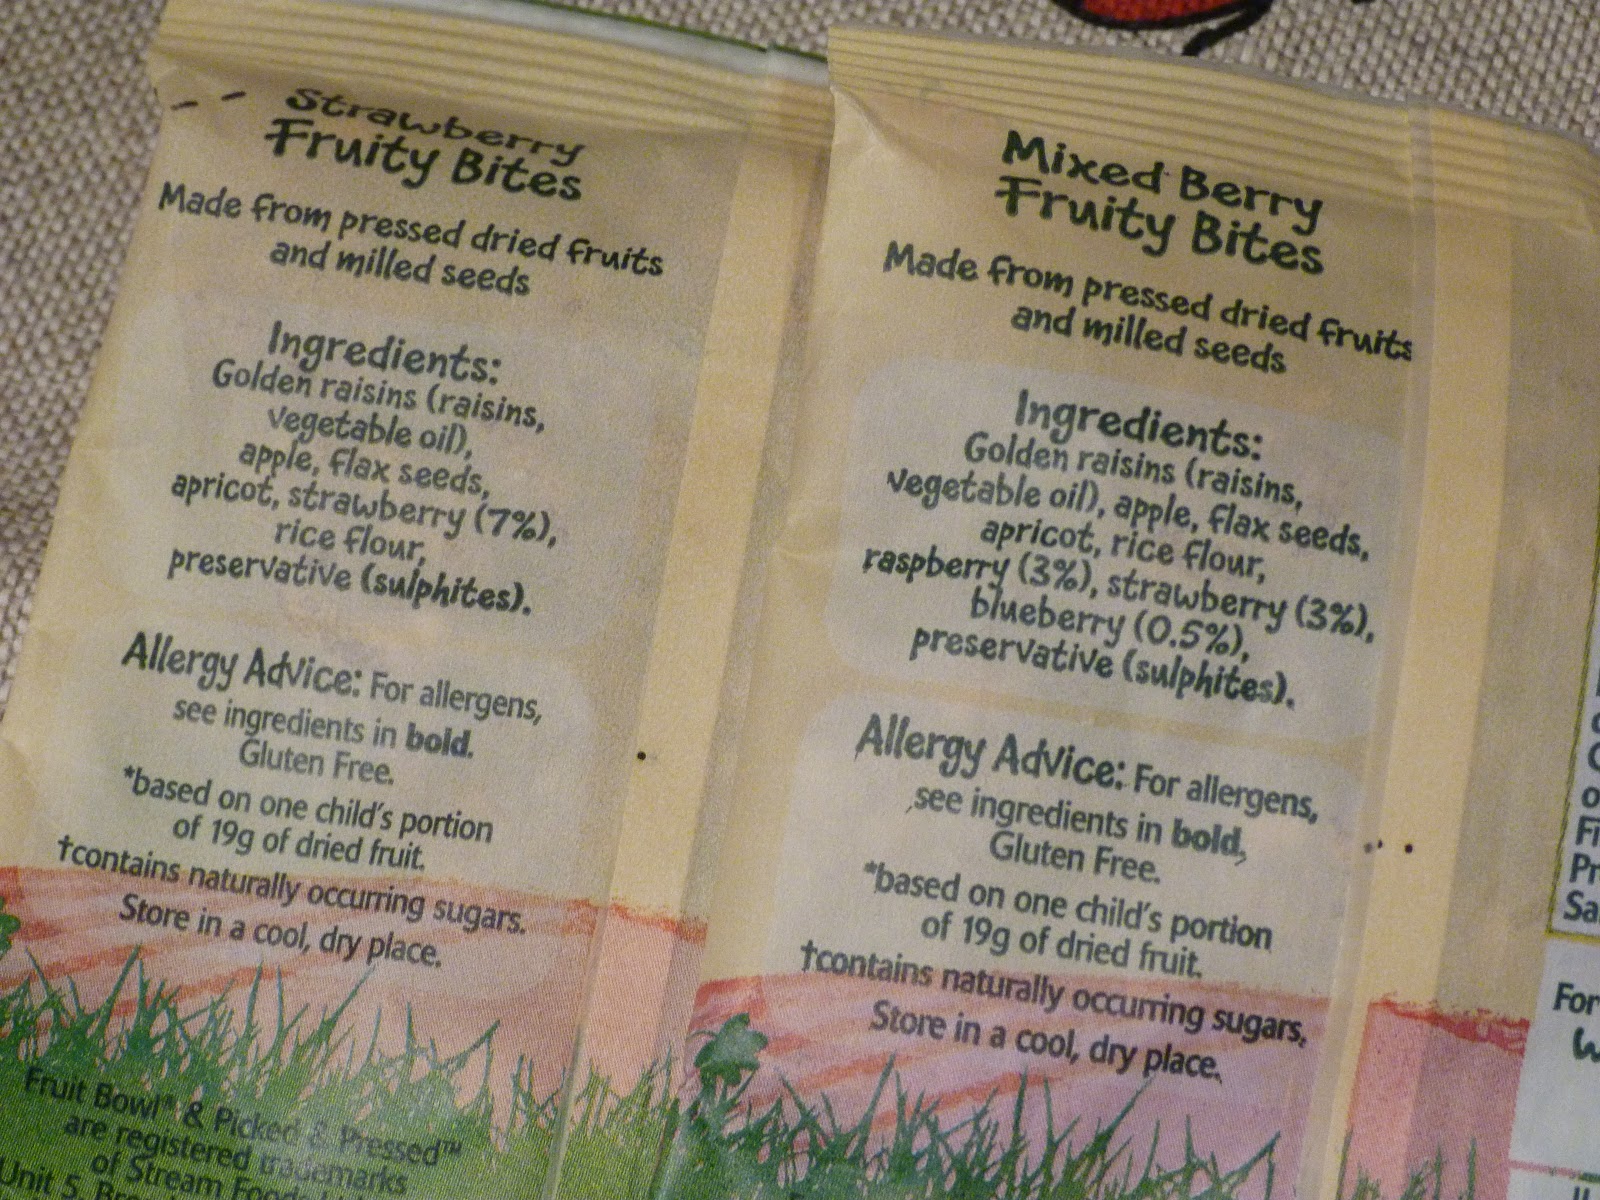 Strawberry
Fruity Bites
Made from pressed dried fruits
and milled seeds
Ingredients:
Golden raisins (raisins,
vegetable oil),
apple, flax seeds,
apricot, strawberry (7%),
rice flour,
preservative (sulphites).
Allergy Advice: For allergens,
see ingredients in bold.
Gluten Free.
*based on one child's portion
of 19g of dried fruit.
†contains naturally occurring sugars.
Store in a cool, dry place.
Fruit Bowl® & Picked & Pressed™
are registered trademarks
of Stream Foods
Unit 5,
Mixed Berry
Fruity Bites
Made from pressed dried fruits
and milled seeds
Ingredients:
Golden raisins (raisins,
vegetable oil), apple, flax seeds,
apricot, rice flour,
raspberry (3%), strawberry (3%),
blueberry (0.5%),
preservative (sulphites).
Allergy Advice: For allergens,
see ingredients in bold,
Gluten Free.
*based on one child's portion
of 19g of dried fruit.
†contains naturally occurring sugars.
Store in a cool, dry place.
For